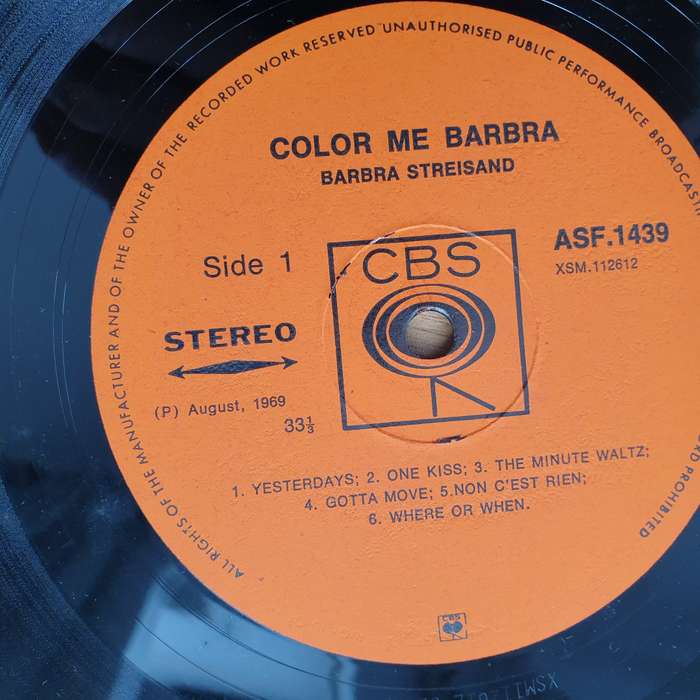 ALL RIGHTS OF THE MANUFACTURER AND OF THE OWNER OF THE RECORDED WORK RESERVED UNAUTHORISED PUBLIC PERFORMANCE BROADCASTING
PROHIBITED
COLOR ME BARBRA
BARBRA STREISAND
Side 1
CBS
ASF.1439
XSM.112612
STEREO
(P) August, 1969
33⅓
1. YESTERDAYS; 2. ONE KISS; 3. THE MINUTE WALTZ;
4. GOTTA MOVE; 5.NON C'EST RIEN;
6. WHERE OR WHEN.
CBS